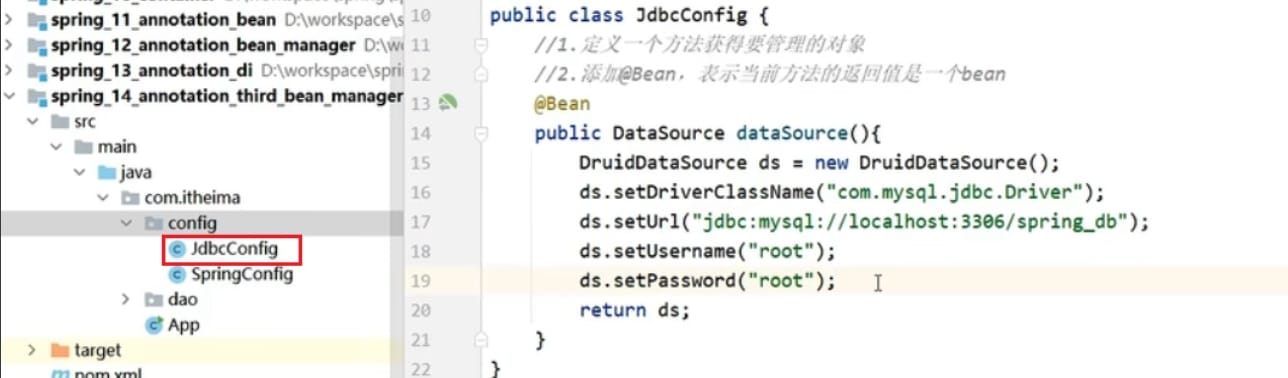 spring_11_annotation_bean D:\workspace\s
spring_12_annotation_bean_manager D:\w
spring_13_annotation_di D:\workspace\spri
spring_14_annotation_third_bean_manager
src
main
java
com.itheima
config
JdbcConfig
SpringConfig
dao
App
target
pom.xml
10 public class JdbcConfig {
11 //1.定义一个方法获得要管理的对象
12 //2.添加@Bean，表示当前方法的返回值是一个bean
13 @Bean
14 public DataSource dataSource(){
15 DruidDataSource ds = new DruidDataSource();
16 ds.setDriverClassName("com.mysql.jdbc.Driver");
17 ds.setUrl("jdbc:mysql://localhost:3306/spring_db");
18 ds.setUsername("root");
19 ds.setPassword("root");
20 return ds;
21 }
22 }